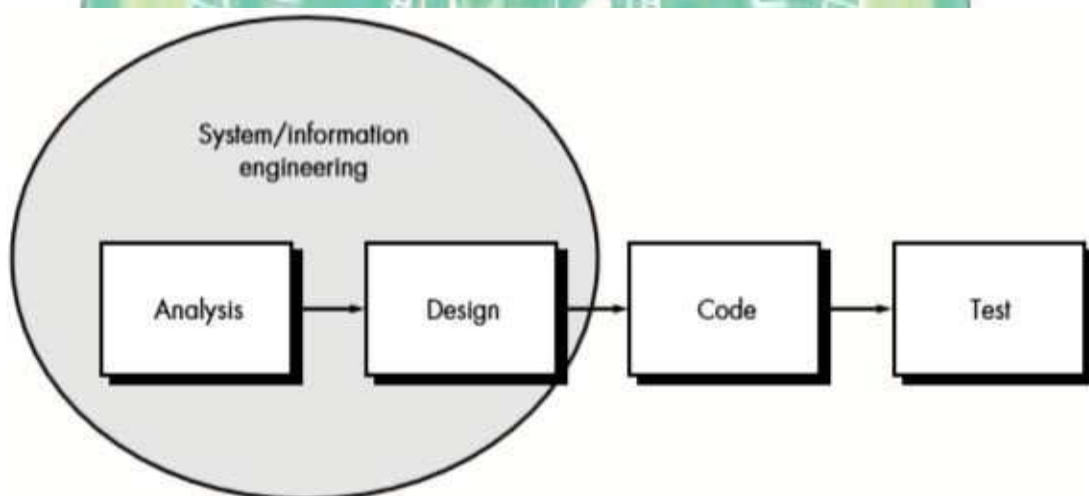 System/information
engineering
Analysis
Design
Code
Test